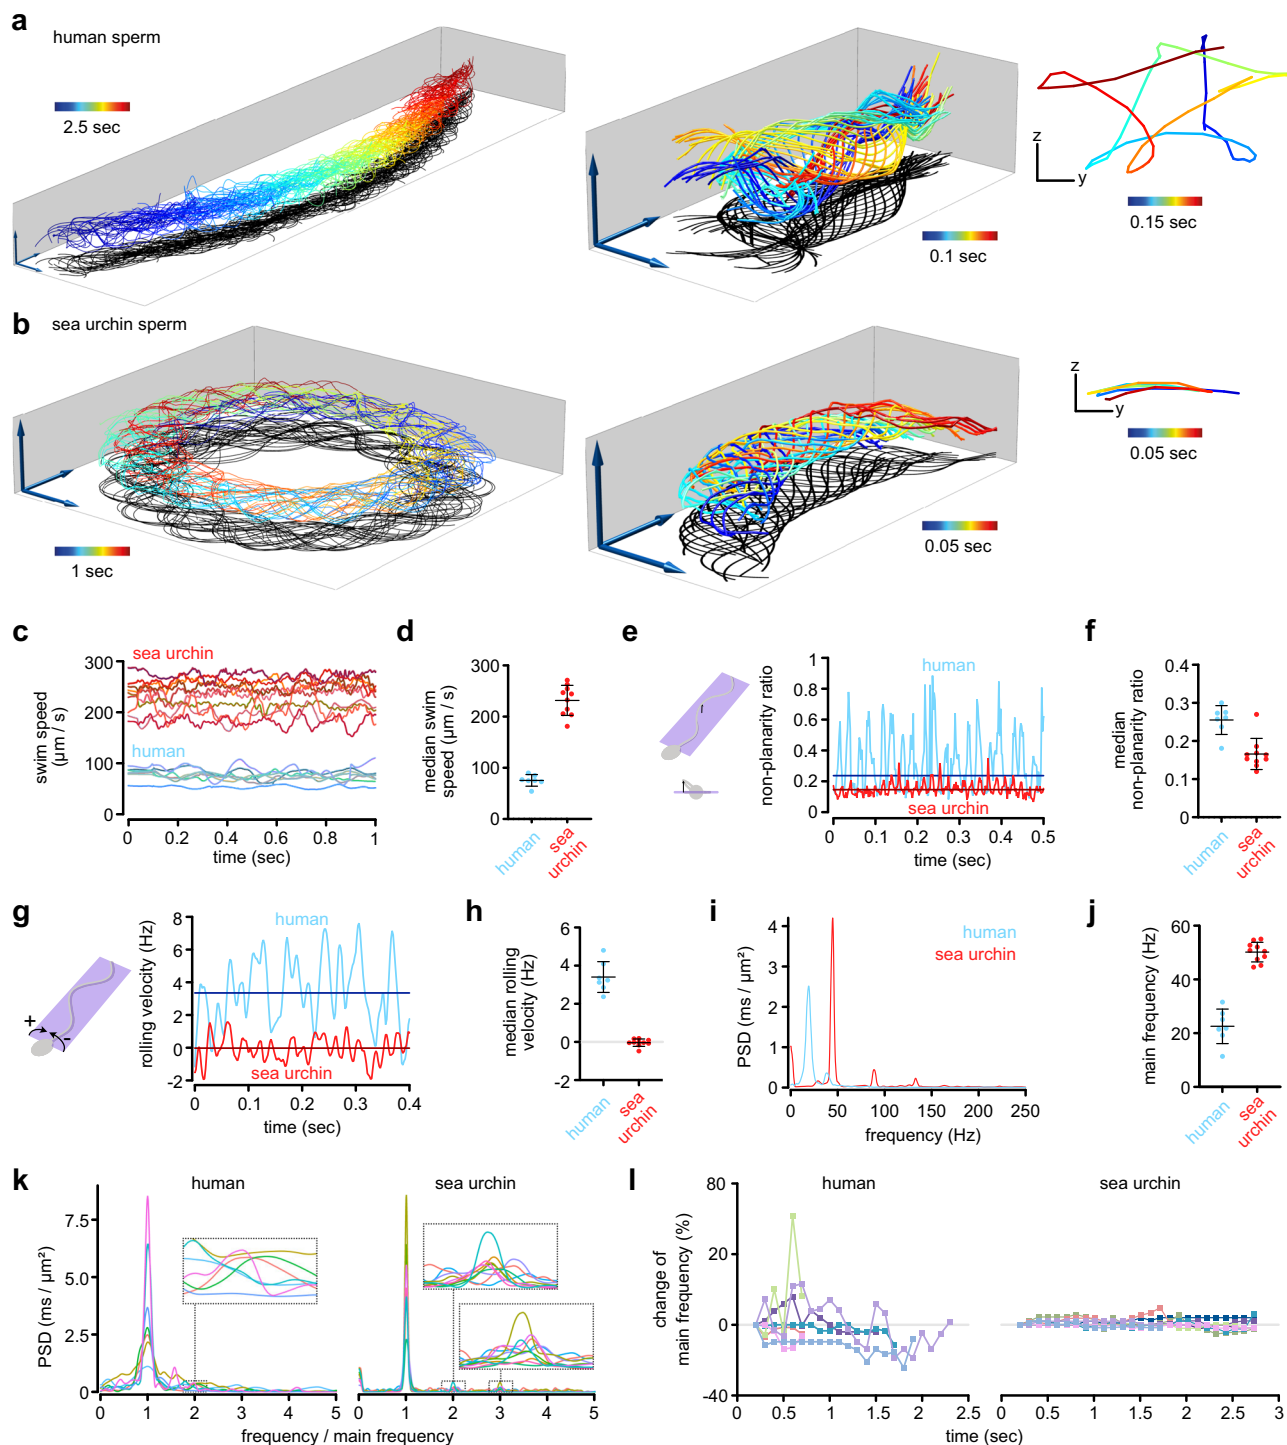 a
human sperm
2.5 sec
0.1 sec
z
y
0.15 sec
b
sea urchin sperm
1 sec
0.05 sec
z
y
0.05 sec
c
sea urchin
human
swim speed
(μm / s)
300
200
100
0
0
0.2
0.4
0.6
0.8
1
time (sec)
d
median swim
speed (μm / s)
300
200
100
0
human
sea
urchin
e
non-planarity ratio
1
0.8
0.6
0.4
0.2
0
human
sea urchin
0
0.1
0.2
0.3
0.4
0.5
time (sec)
f
median
non-planarity ratio
0.4
0.3
0.2
0.1
0
human
sea
urchin
g
+
-
rolling velocity (Hz)
8
6
4
2
0
-2
human
sea urchin
0
0.1
0.2
0.3
0.4
time (sec)
h
median rolling
velocity (Hz)
6
4
2
0
-2
human
sea
urchin
i
PSD (ms / μm²)
4
3
2
1
0
human
sea urchin
0
50
100
150
200
250
frequency (Hz)
j
main frequency (Hz)
60
40
20
0
human
sea
urchin
k
human
sea urchin
PSD (ms / μm²)
7.5
5.0
2.5
0
0
1
2
3
4
5
0
1
2
3
4
5
frequency / main frequency
l
human
sea urchin
change of
main frequency (%)
80
20
0
-40
0
0.5
1
1.5
2
2.5
0
0.5
1
1.5
2
2.5
3
time (sec)